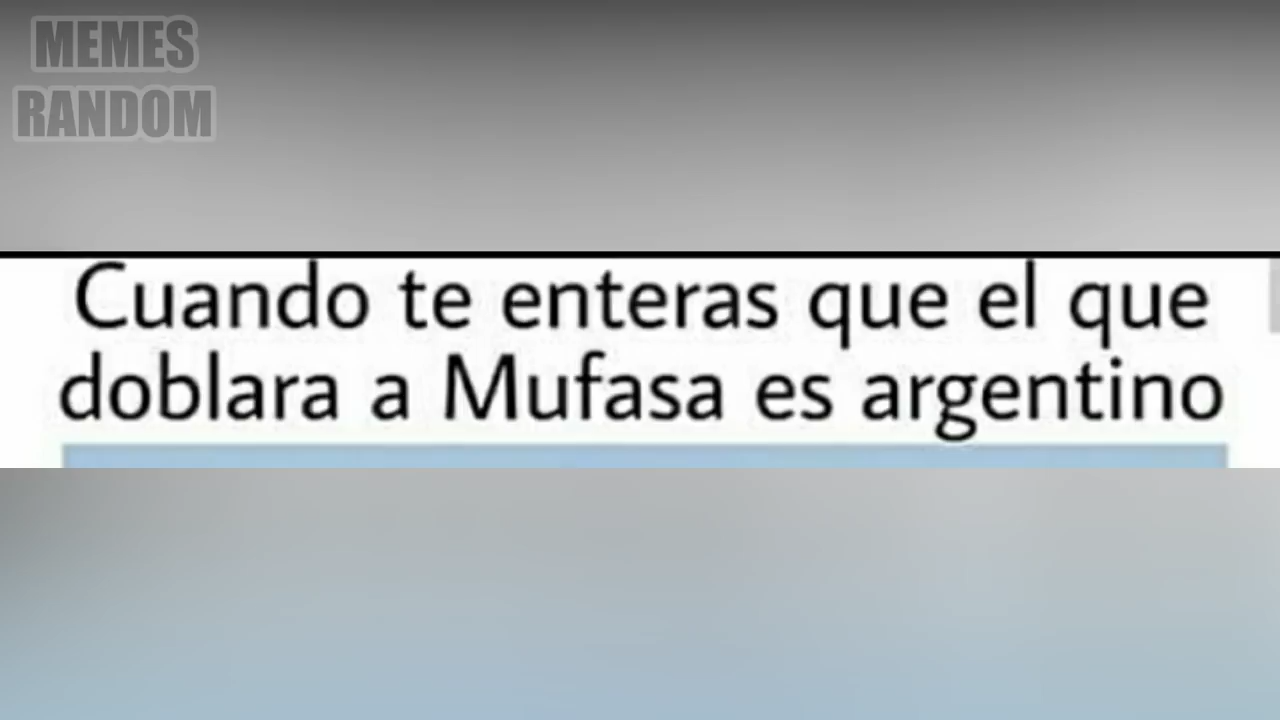 MEMES
RANDOM
Cuando te enteras que el que
doblara a Mufasa es argentino